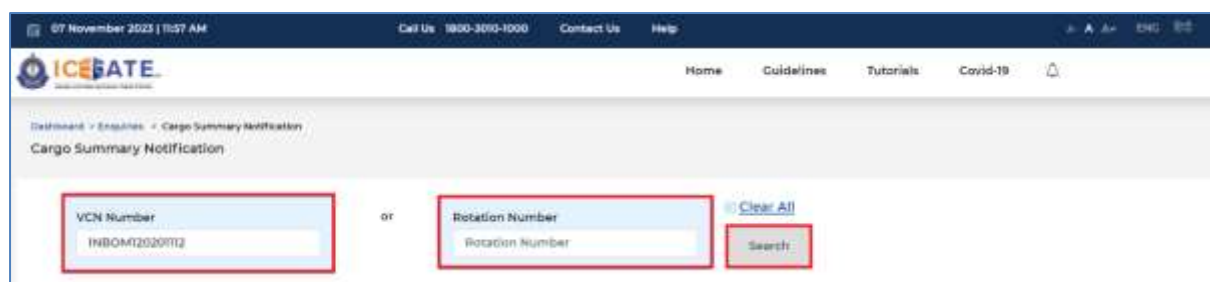 07 November 2023 | 11:57 AM Call Us 1800-3010-1000 Contact Us Help A A+ ENG हिंदी
ICEGATE Home Guidelines Tutorials Covid-19
Dashboard > Enquiries > Cargo Summary Notification
Cargo Summary Notification
VCN Number or Rotation Number Clear All
INBOM120201112 Rotation Number Search